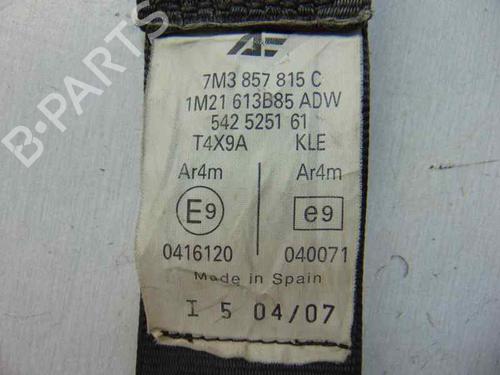 AE
7M3 857 815 C
1M21 613B85 ADW
542 5251 61
T4X9A KLE
Ar4m Ar4m
E9 e9
0416120 040071
Made in Spain
I 5 04/07
B-PARTS